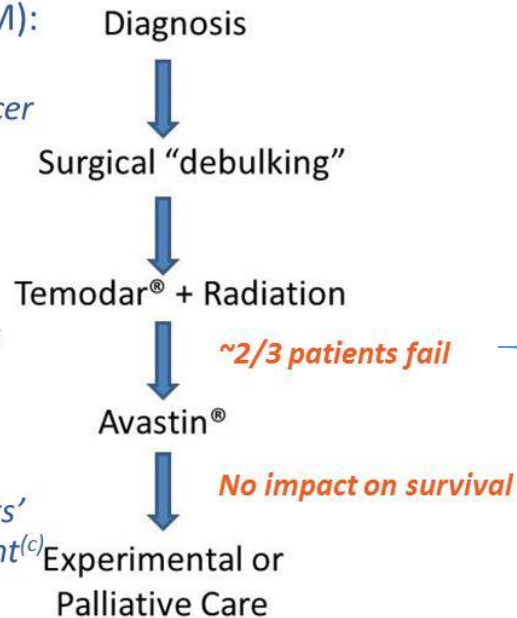 M):
Diagnosis
cer
Surgical “debulking”
Temodar® + Radiation
~2/3 patients fail
Avastin®
No impact on survival
ts’
nt(c)
Experimental or
Palliative Care